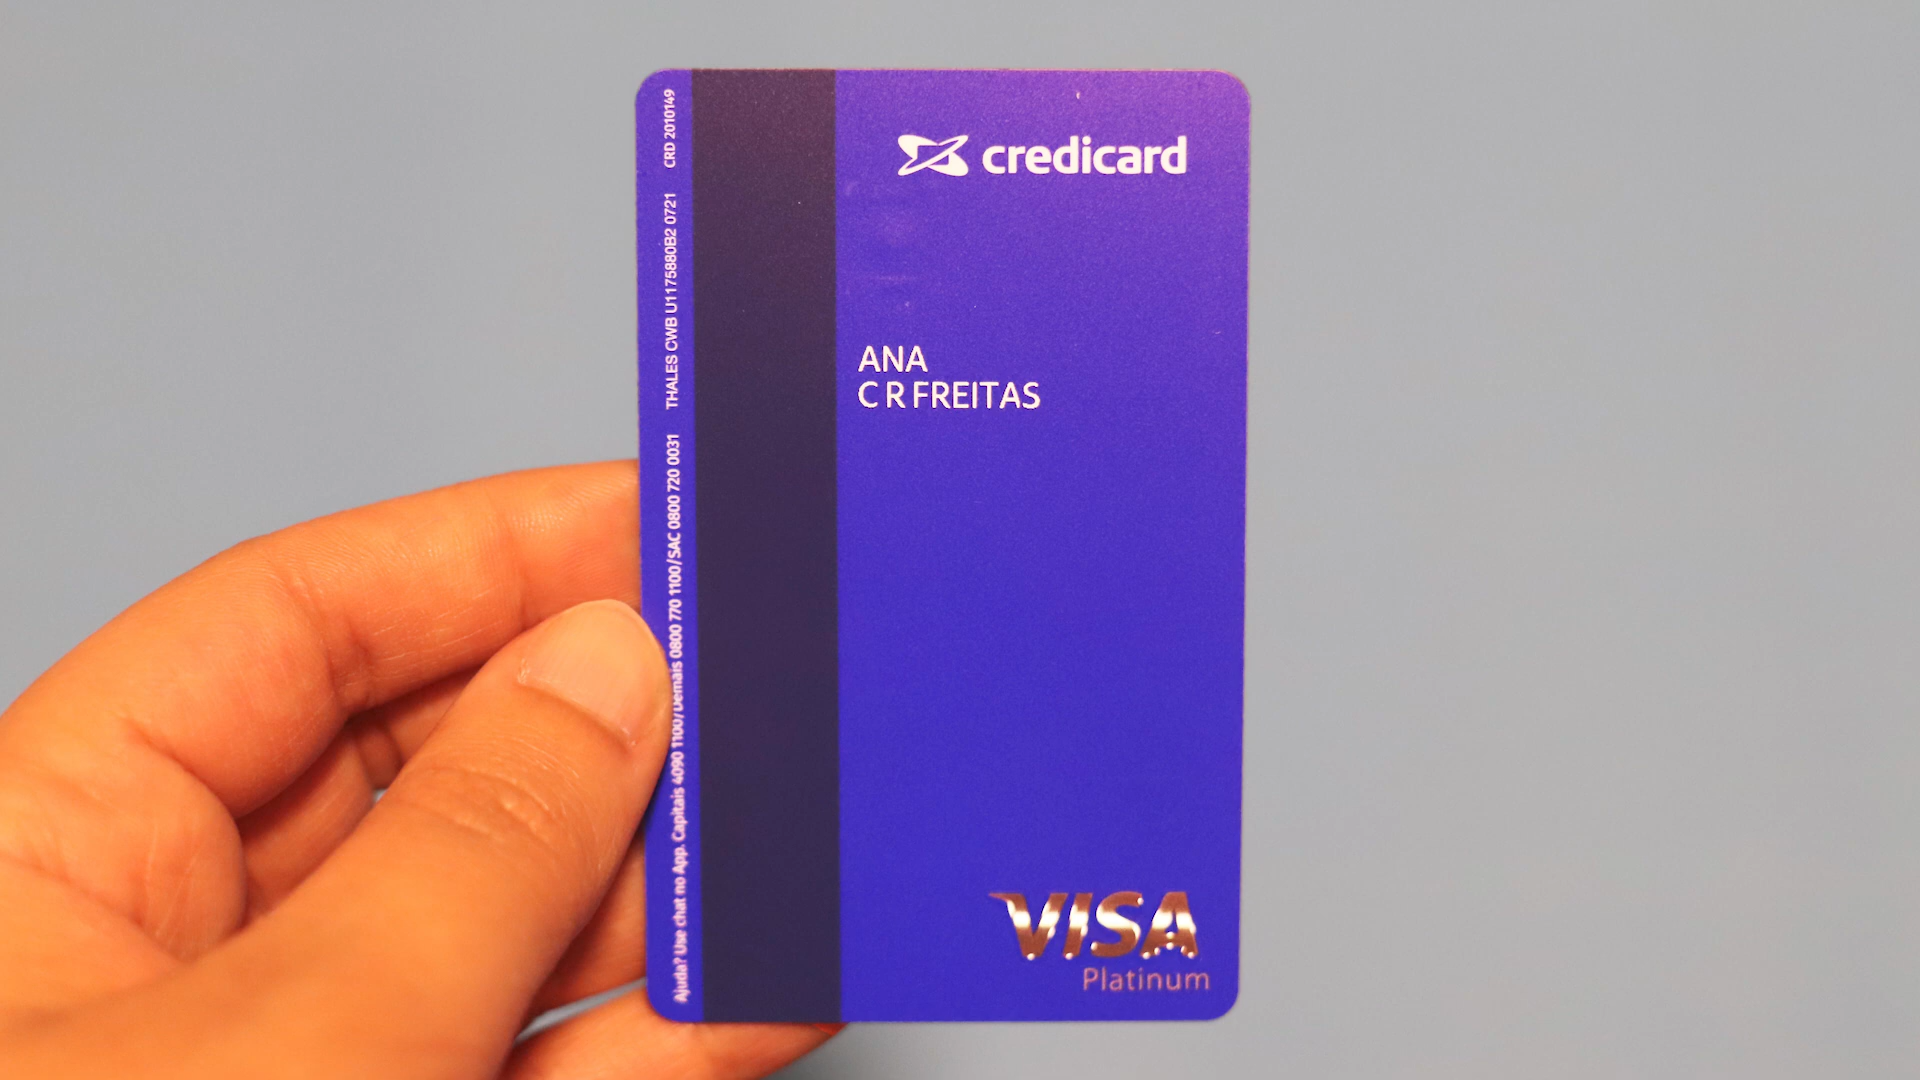 credicard
ANA
C R FREITAS
VISA
Platinum
Ajuda? Use chat no App. Capitais 4090 1100/Demais 0800 770 1100/SAC 0800 720 0031 THALES CWB U1175880B2 0721 CRD 2010149